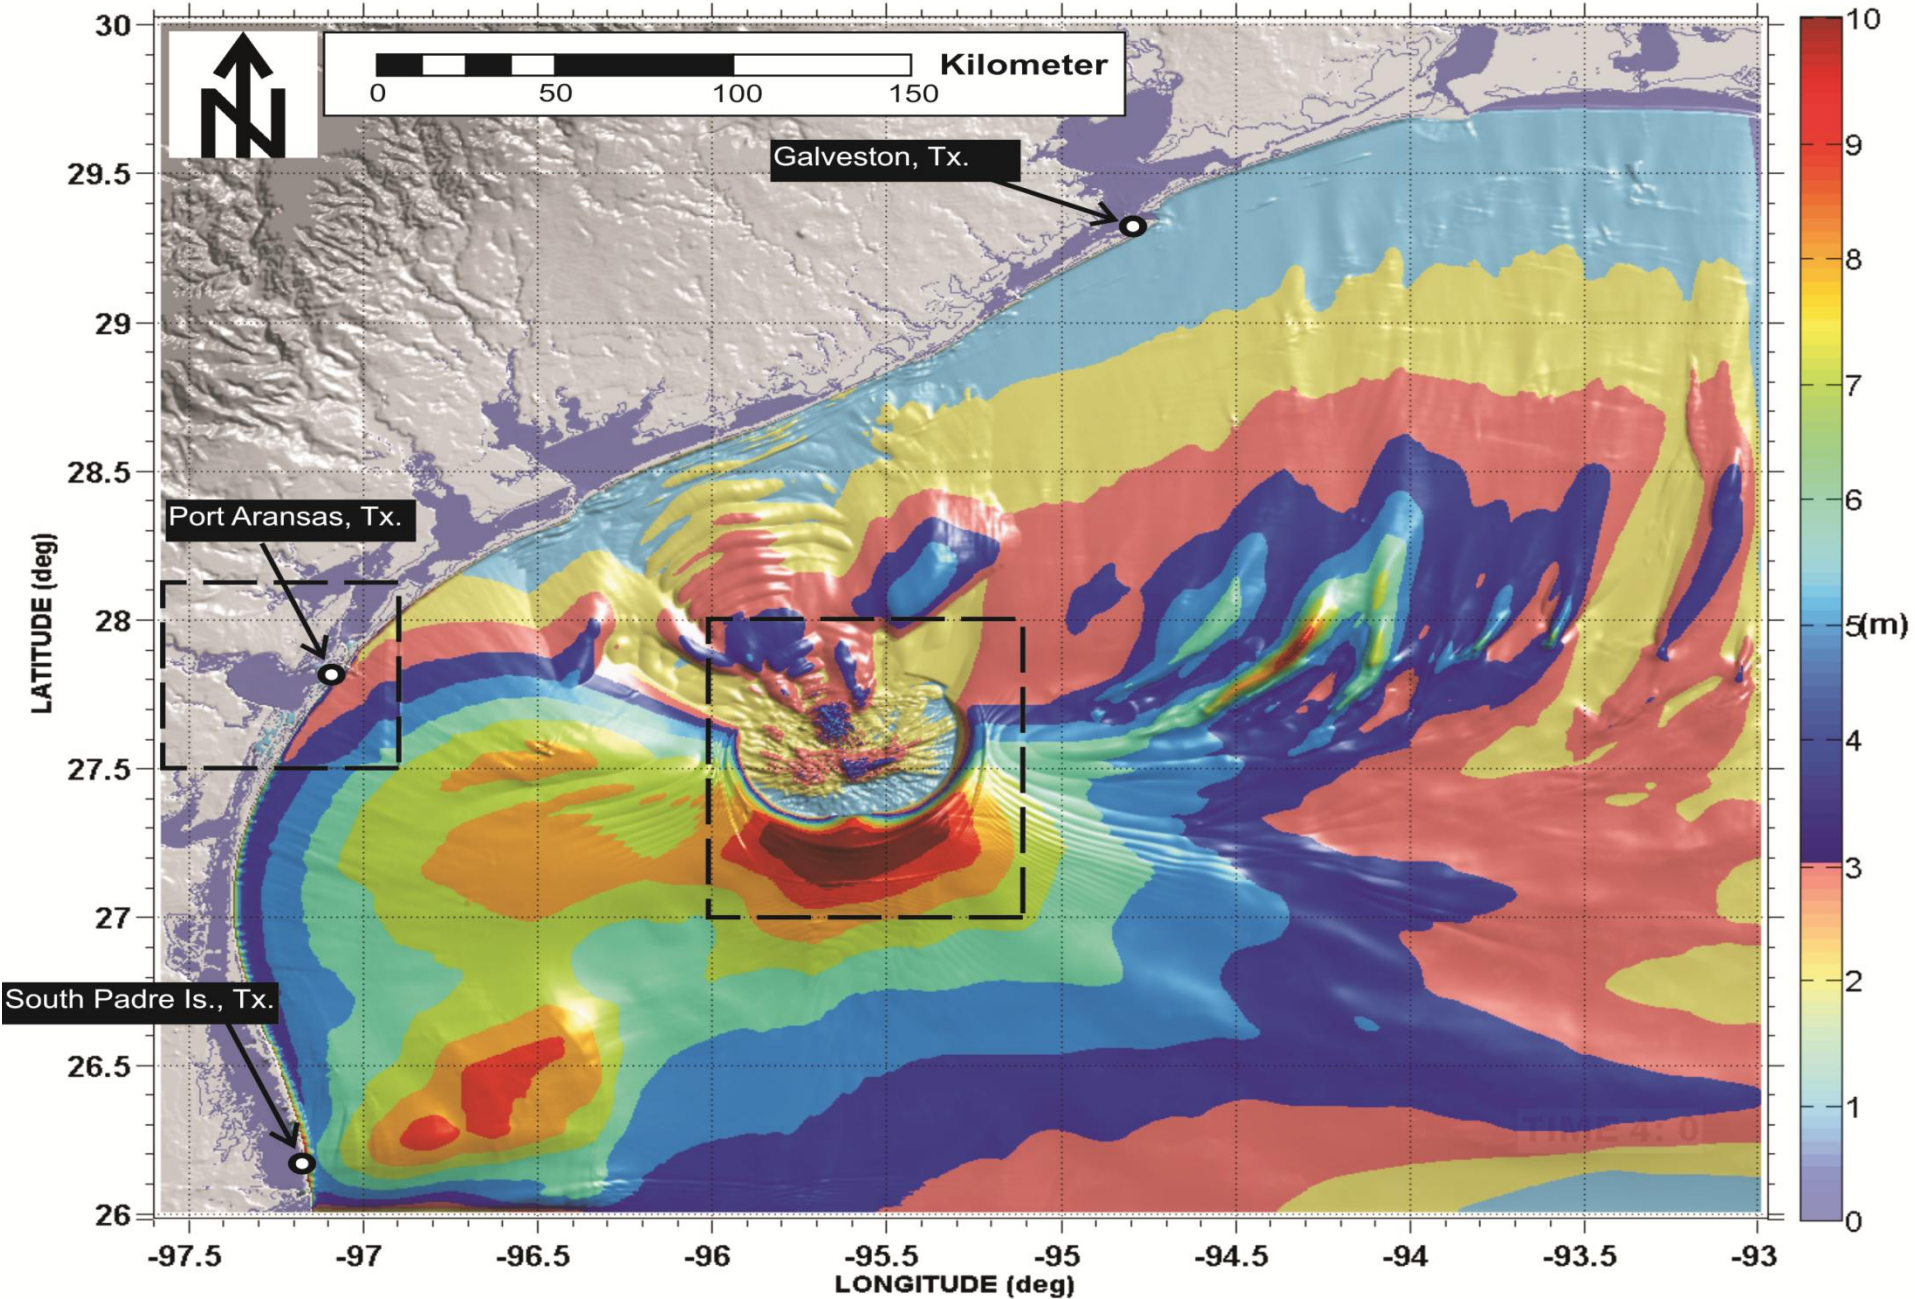 N
Kilometer
0 50 100 150
Galveston, Tx.
Port Aransas, Tx.
South Padre Is., Tx.
TIME 4: 0
LATITUDE (deg)
30
29.5
29
28.5
28
27.5
27
26.5
26
-97.5 -97 -96.5 -96 -95.5 -95 -94.5 -94 -93.5 -93
LONGITUDE (deg)
10
9
8
7
6
5(m)
4
3
2
1
0